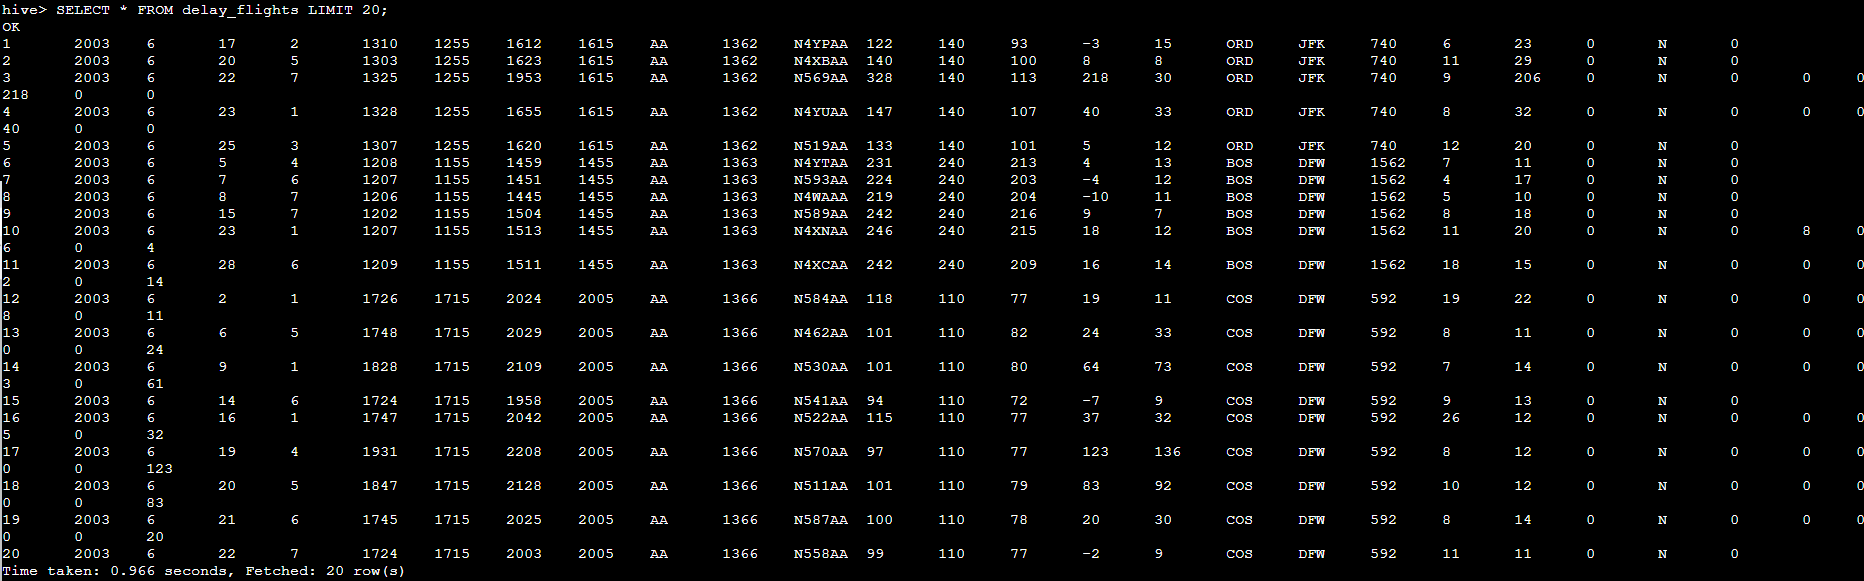 hive> SELECT * FROM delay_flights LIMIT 20;
OK
1 2003 6 17 2 1310 1255 1612 1615 AA 1362 N4YPAA 122 140 93 -3 15 ORD JFK 740 6 23 0 N 0
2 2003 6 20 5 1303 1255 1623 1615 AA 1362 N4XBAA 140 140 100 8 8 ORD JFK 740 11 29 0 N 0
3 2003 6 22 7 1325 1255 1953 1615 AA 1362 N569AA 328 140 113 218 30 ORD JFK 740 9 206 0 N 0 0 0
218 0 0
4 2003 6 23 1 1328 1255 1655 1615 AA 1362 N4YUAA 147 140 107 40 33 ORD JFK 740 8 32 0 N 0 0 0
40 0 0
5 2003 6 25 3 1307 1255 1620 1615 AA 1362 N519AA 133 140 101 5 12 ORD JFK 740 12 20 0 N 0
6 2003 6 5 4 1208 1155 1459 1455 AA 1363 N4YTAA 231 240 213 4 13 BOS DFW 1562 7 11 0 N 0
7 2003 6 7 6 1207 1155 1451 1455 AA 1363 N593AA 224 240 203 -4 12 BOS DFW 1562 4 17 0 N 0
8 2003 6 8 7 1206 1155 1445 1455 AA 1363 N4WAAA 219 240 204 -10 11 BOS DFW 1562 5 10 0 N 0
9 2003 6 15 7 1202 1155 1504 1455 AA 1363 N589AA 242 240 216 9 7 BOS DFW 1562 8 18 0 N 0
10 2003 6 23 1 1207 1155 1513 1455 AA 1363 N4XNAA 246 240 215 18 12 BOS DFW 1562 11 20 0 N 0 8 0
6 0 4
11 2003 6 28 6 1209 1155 1511 1455 AA 1363 N4XCAA 242 240 209 16 14 BOS DFW 1562 18 15 0 N 0 0 0
2 0 14
12 2003 6 2 1 1726 1715 2024 2005 AA 1366 N584AA 118 110 77 19 11 COS DFW 592 19 22 0 N 0 0 0
8 0 11
13 2003 6 6 5 1748 1715 2029 2005 AA 1366 N462AA 101 110 82 24 33 COS DFW 592 8 11 0 N 0 0 0
0 0 24
14 2003 6 9 1 1828 1715 2109 2005 AA 1366 N530AA 101 110 80 64 73 COS DFW 592 7 14 0 N 0 0 0
3 0 61
15 2003 6 14 6 1724 1715 1958 2005 AA 1366 N541AA 94 110 72 -7 9 COS DFW 592 9 13 0 N 0
16 2003 6 16 1 1747 1715 2042 2005 AA 1366 N522AA 115 110 77 37 32 COS DFW 592 26 12 0 N 0 0 0
5 0 32
17 2003 6 19 4 1931 1715 2208 2005 AA 1366 N570AA 97 110 77 123 136 COS DFW 592 8 12 0 N 0 0 0
0 0 123
18 2003 6 20 5 1847 1715 2128 2005 AA 1366 N511AA 101 110 79 83 92 COS DFW 592 10 12 0 N 0 0 0
0 0 83
19 2003 6 21 6 1745 1715 2025 2005 AA 1366 N587AA 100 110 78 20 30 COS DFW 592 8 14 0 N 0 0 0
0 0 20
20 2003 6 22 7 1724 1715 2003 2005 AA 1366 N558AA 99 110 77 -2 9 COS DFW 592 11 11 0 N 0
Time taken: 0.966 seconds, Fetched: 20 row(s)